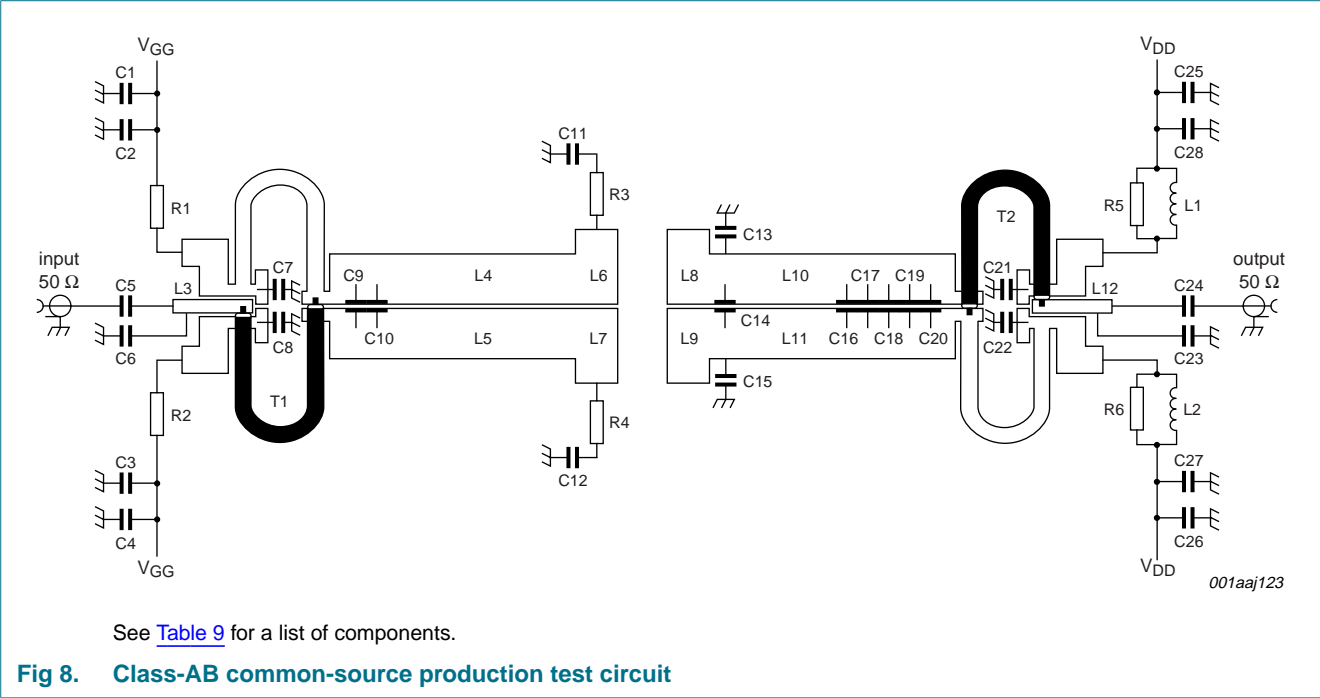 VGG
VDD
C1
C25
C2
C28
C11
R1
R3
R5
L1
T2
C13
input
50 Ω
output
50 Ω
C5
L3
C7
C9
L4
L6
L8
L10
C17
C19
C21
L12
C24
C6
C8
C10
L5
L7
L9
C14
L11
C16
C18
C20
C22
C23
C15
R2
T1
R4
R6
L2
C3
C12
C27
C4
C26
VGG
VDD
001aaj123
See Table 9 for a list of components.
Fig 8. Class-AB common-source production test circuit